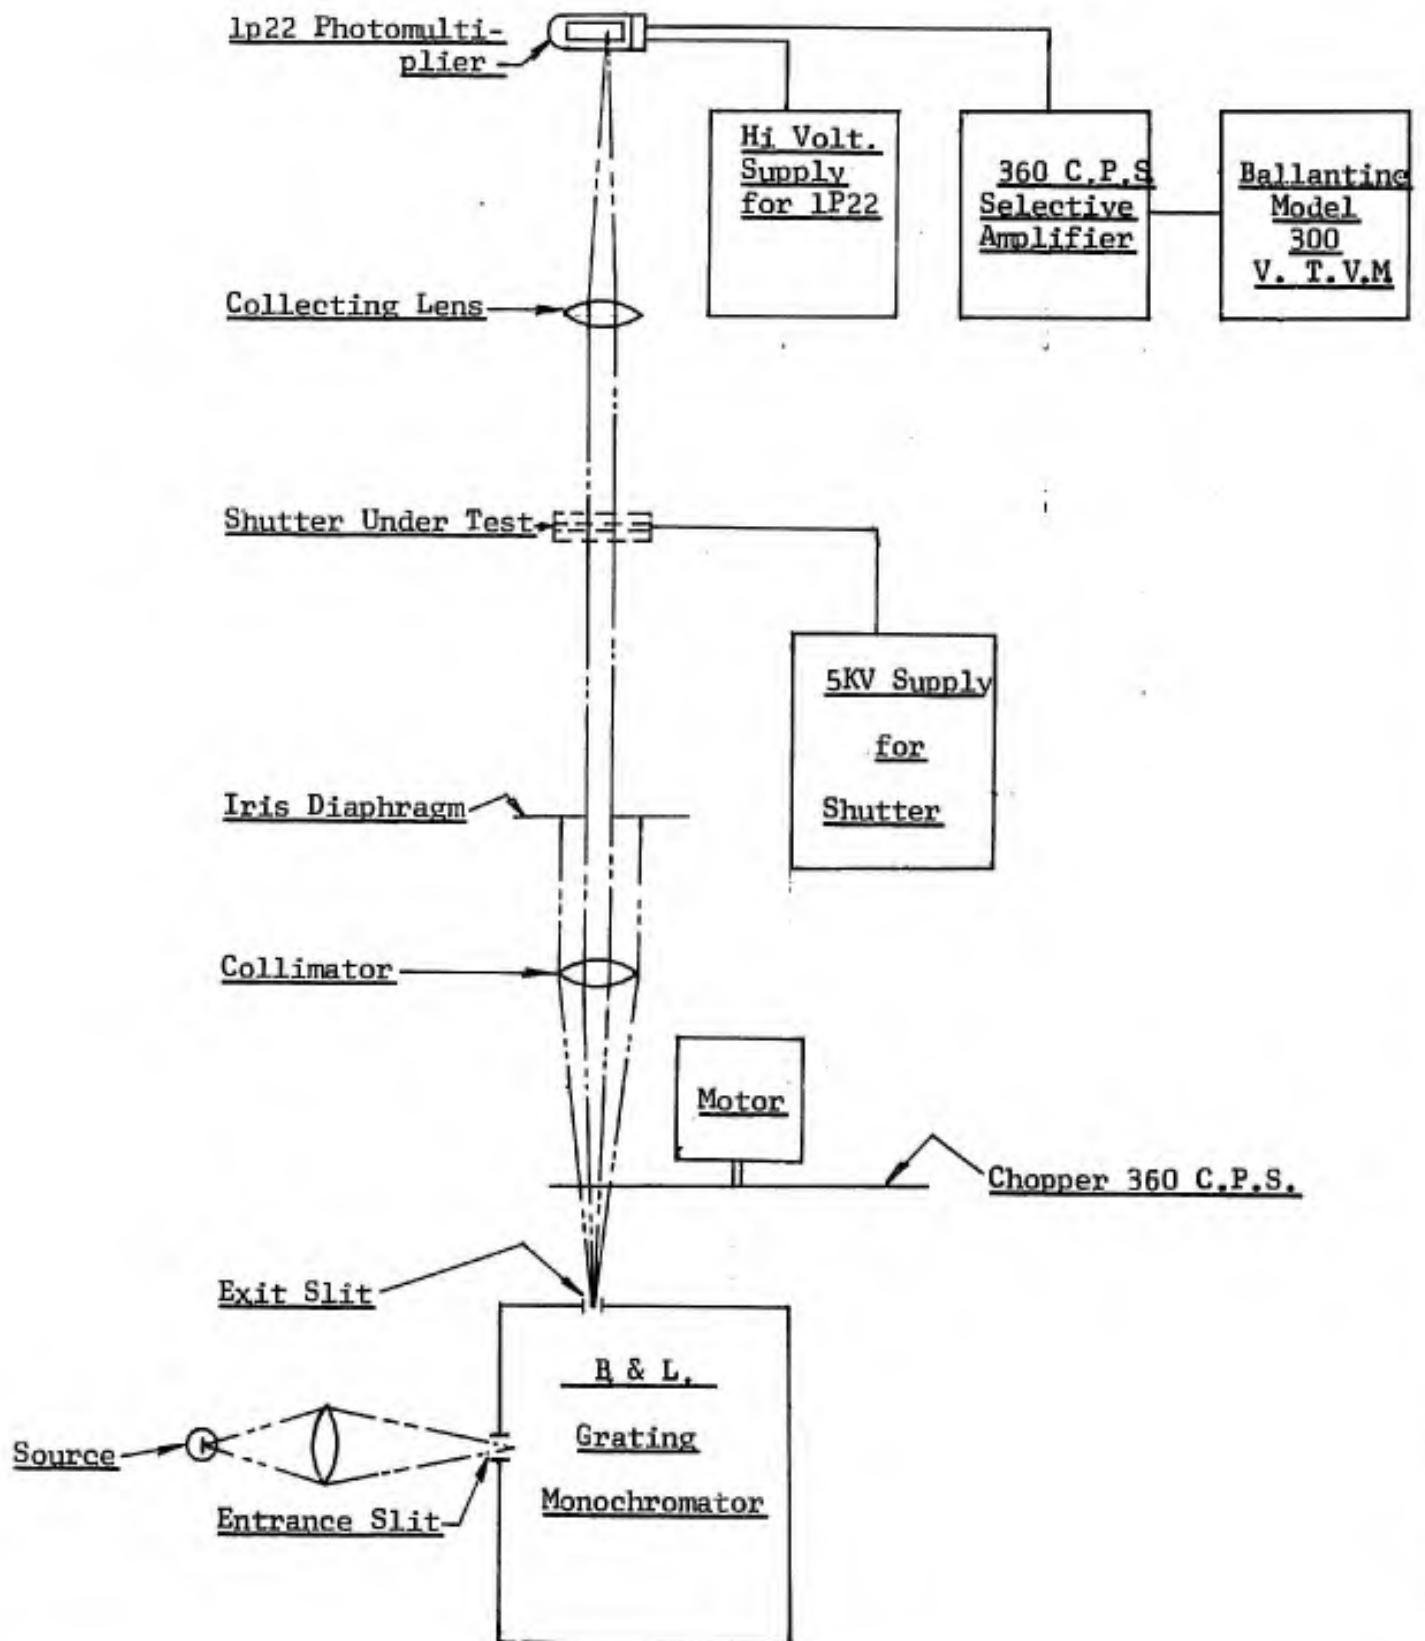 1p22 Photomulti-
plier
Hi Volt.
Supply
for 1P22
360 C.P.S.
Selective
Amplifier
Ballantine
Model
300
V. T.V.M
Collecting Lens
Shutter Under Test
5KV Supply
for
Shutter
Iris Diaphragm
Collimator
Motor
Chopper 360 C.P.S.
Exit Slit
B & L.
Grating
Monochromator
Source
Entrance Slit